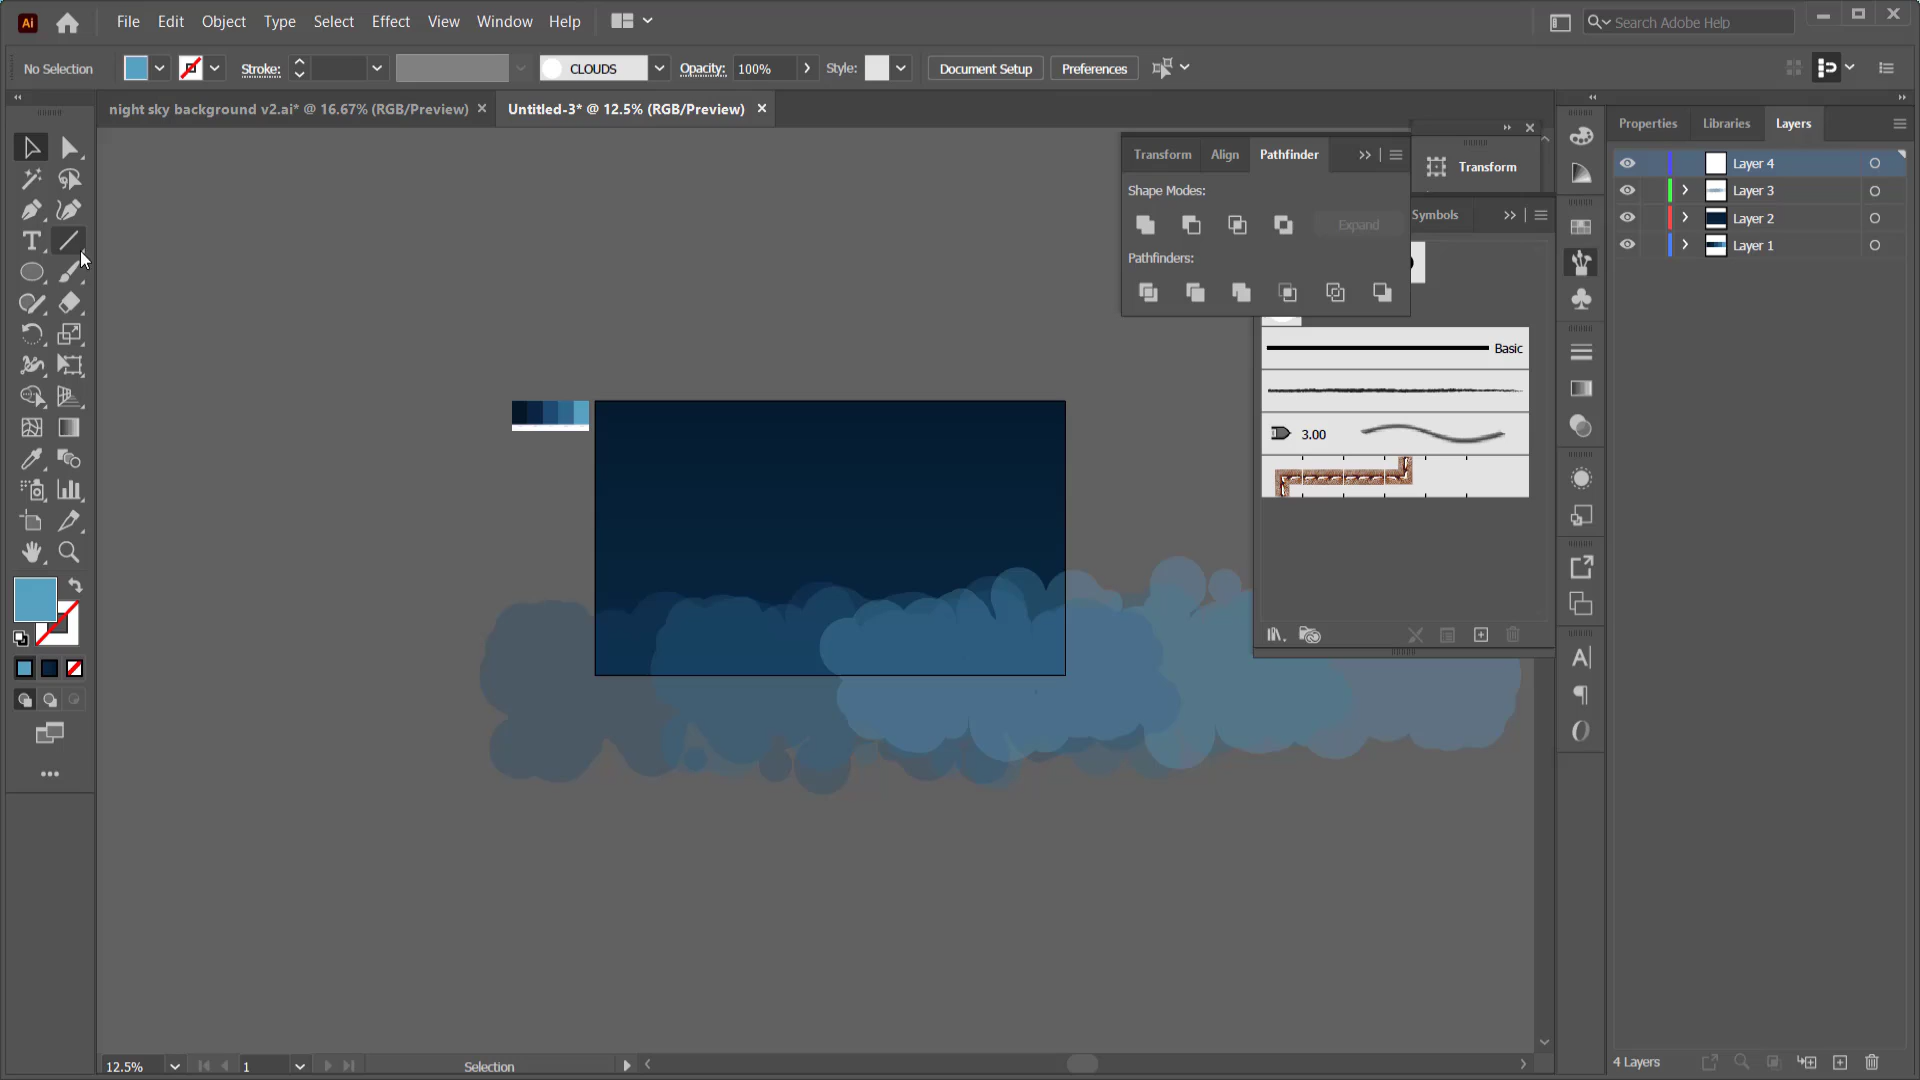 Ai File Edit Object Type Select Effect View Window Help Search Adobe Help
No Selection Stroke: CLOUDS Opacity: 100% Style: Document Setup Preferences
night sky background v2.ai* @ 16.67% (RGB/Preview) Untitled-3* @ 12.5% (RGB/Preview)
Properties Libraries Layers
Transform Align Pathfinder
Transform
Shape Modes:
Expand
Pathfinders:
Symbols
Layer 4
Layer 3
Layer 2
Layer 1
Basic
3.00
12.5% 1 Selection
4 Layers